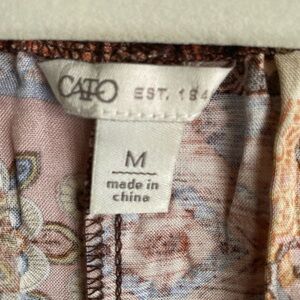 CATO EST. 194
M
made in
china